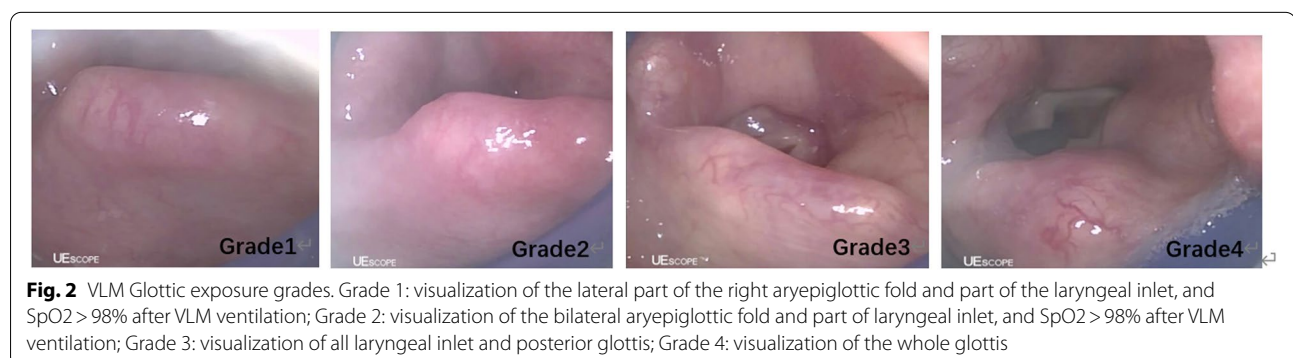 Grade1↵
UESCOPE
Grade2↵
UESCOPE
Grade3↵
UESCOPE™
Grade4↵
UESCOPE
↵
Fig. 2 VLM Glottic exposure grades. Grade 1: visualization of the lateral part of the right aryepiglottic fold and part of the laryngeal inlet, and
SpO2 > 98% after VLM ventilation; Grade 2: visualization of the bilateral aryepiglottic fold and part of laryngeal inlet, and SpO2 > 98% after VLM
ventilation; Grade 3: visualization of all laryngeal inlet and posterior glottis; Grade 4: visualization of the whole glottis